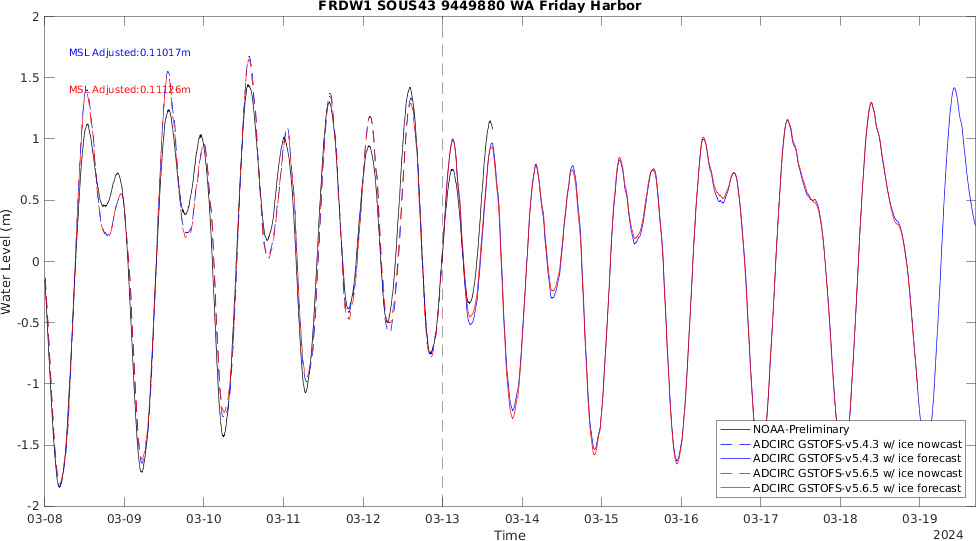 FRDW1 SOUS43 9449880 WA Friday Harbor
MSL Adjusted:0.11017m
MSL Adjusted:0.11126m
2
1.5
1
0.5
0
-0.5
-1
-1.5
-2
Water Level (m)
NOAA-Preliminary
ADCIRC GSTOFS-v5.4.3 w/ ice nowcast
ADCIRC GSTOFS-v5.4.3 w/ ice forecast
ADCIRC GSTOFS-v5.6.5 w/ ice nowcast
ADCIRC GSTOFS-v5.6.5 w/ ice forecast
03-08 03-09 03-10 03-11 03-12 03-13 03-14 03-15 03-16 03-17 03-18 03-19
Time
2024